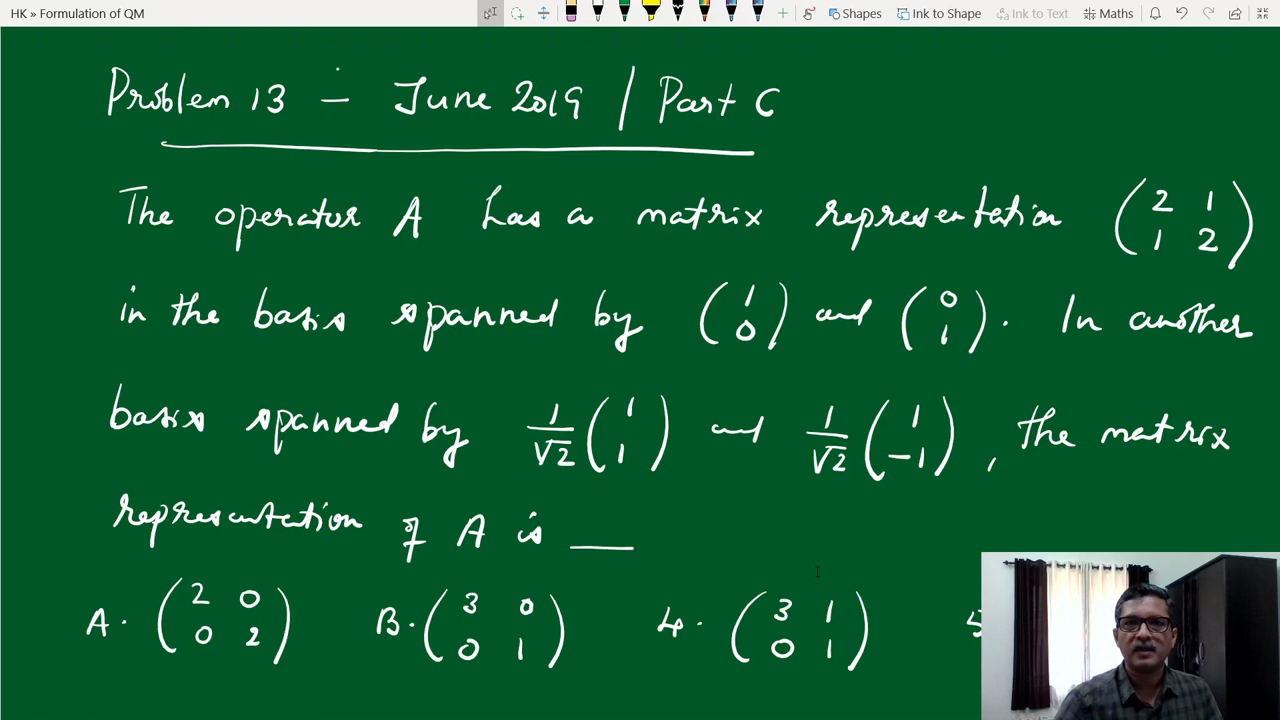 HK » Formulation of QM
Shapes Ink to Shape Ink to Text Maths
Problem 13 – June 2019 / Part C
The operator A has a matrix representation (2 1; 1 2)
in the basis spanned by (1; 0) and (0; 1). In another
basis spanned by 1/√2 (1; 1) and 1/√2 (1; −1), the matrix
representation of A is ___
A. (2 0; 0 2) B. (3 0; 0 1) 4. (3 1; 0 1) 5